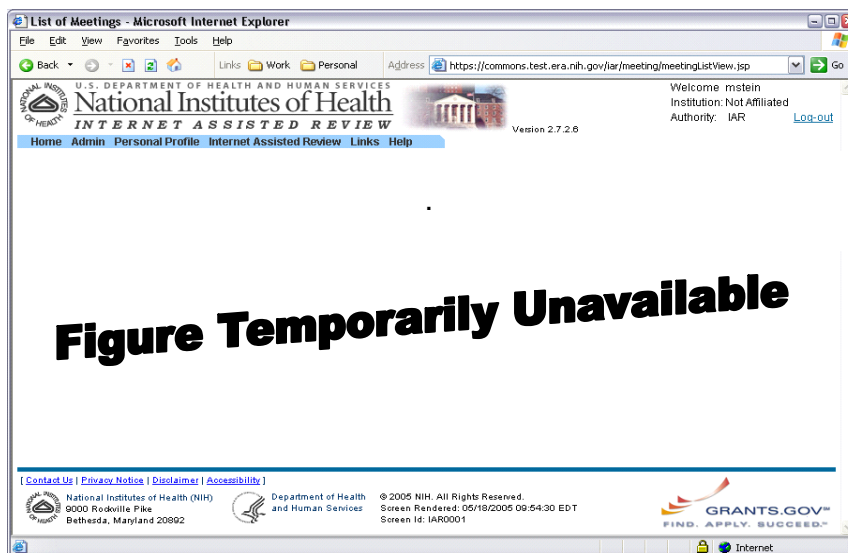 List of Meetings - Microsoft Internet Explorer
File Edit View Favorites Tools Help
Back Links Work Personal Address https://commons.test.era.nih.gov/iar/meeting/meetingListView.jsp Go
U.S. DEPARTMENT OF HEALTH AND HUMAN SERVICES
National Institutes of Health
INTERNET ASSISTED REVIEW
Version 2.7.2.6
Welcome mstein
Institution: Not Affiliated
Authority: IAR Log-out
Home Admin Personal Profile Internet Assisted Review Links Help
.
Figure Temporarily Unavailable
[ Contact Us | Privacy Notice | Disclaimer | Accessibility ]
National Institutes of Health (NIH)
9000 Rockville Pike
Bethesda, Maryland 20892
Department of Health
and Human Services
© 2005 NIH. All Rights Reserved.
Screen Rendered: 05/18/2005 09:54:30 EDT
Screen Id: IAR0001
GRANTS.GOV℠
FIND. APPLY. SUCCEED.℠
Internet